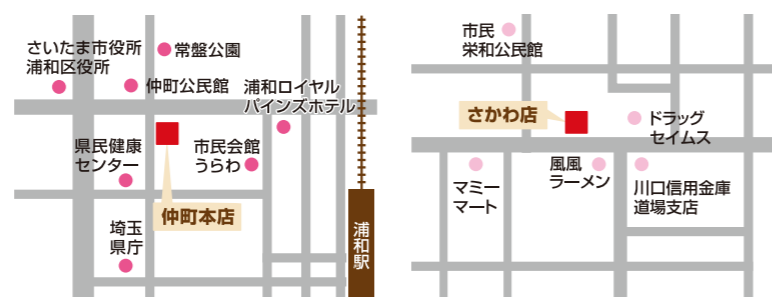 さいたま市役所
浦和区役所
常盤公園
仲町公民館
浦和ロイヤル
パインズホテル
県民健康
センター
市民会館
うらわ
仲町本店
埼玉
県庁
浦和駅
市民
栄和公民館
さかわ店
ドラッグ
セイムス
マミー
マート
風風
ラーメン
川口信用金庫
道場支店